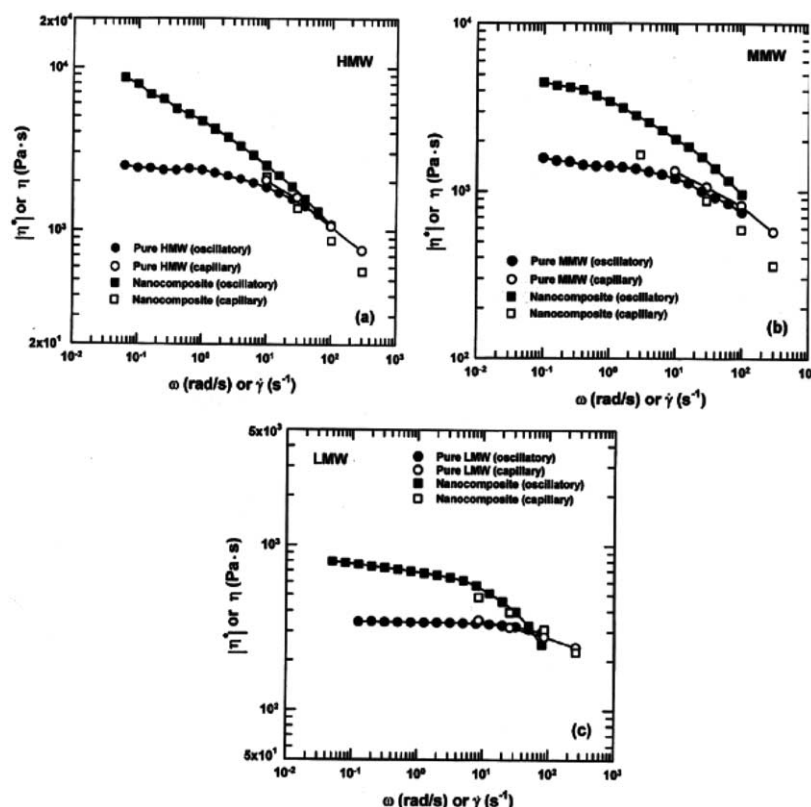 2x10⁴
HMW
10⁴
|η*| or η (Pa·s)
10³
Pure HMW (oscillatory)
Pure HMW (capillary)
Nanocomposite (oscillatory)
Nanocomposite (capillary)
(a)
2x10¹
10⁻² 10⁻¹ 10⁰ 10¹ 10² 10³
ω (rad/s) or γ̇ (s⁻¹)
10⁴
MMW
|η*| or η (Pa·s)
10³
Pure MMW (oscillatory)
Pure MMW (capillary)
Nanocomposite (oscillatory)
Nanocomposite (capillary)
(b)
10²
10⁻² 10⁻¹ 10⁰ 10¹ 10² 10³
ω (rad/s) or γ̇ (s⁻¹)
5x10³
LMW
Pure LMW (oscillatory)
Pure LMW (capillary)
Nanocomposite (oscillatory)
Nanocomposite (capillary)
10³
|η*| or η (Pa·s)
10²
(c)
5x10¹
10⁻² 10⁻¹ 10⁰ 10¹ 10² 10³
ω (rad/s) or γ̇ (s⁻¹)